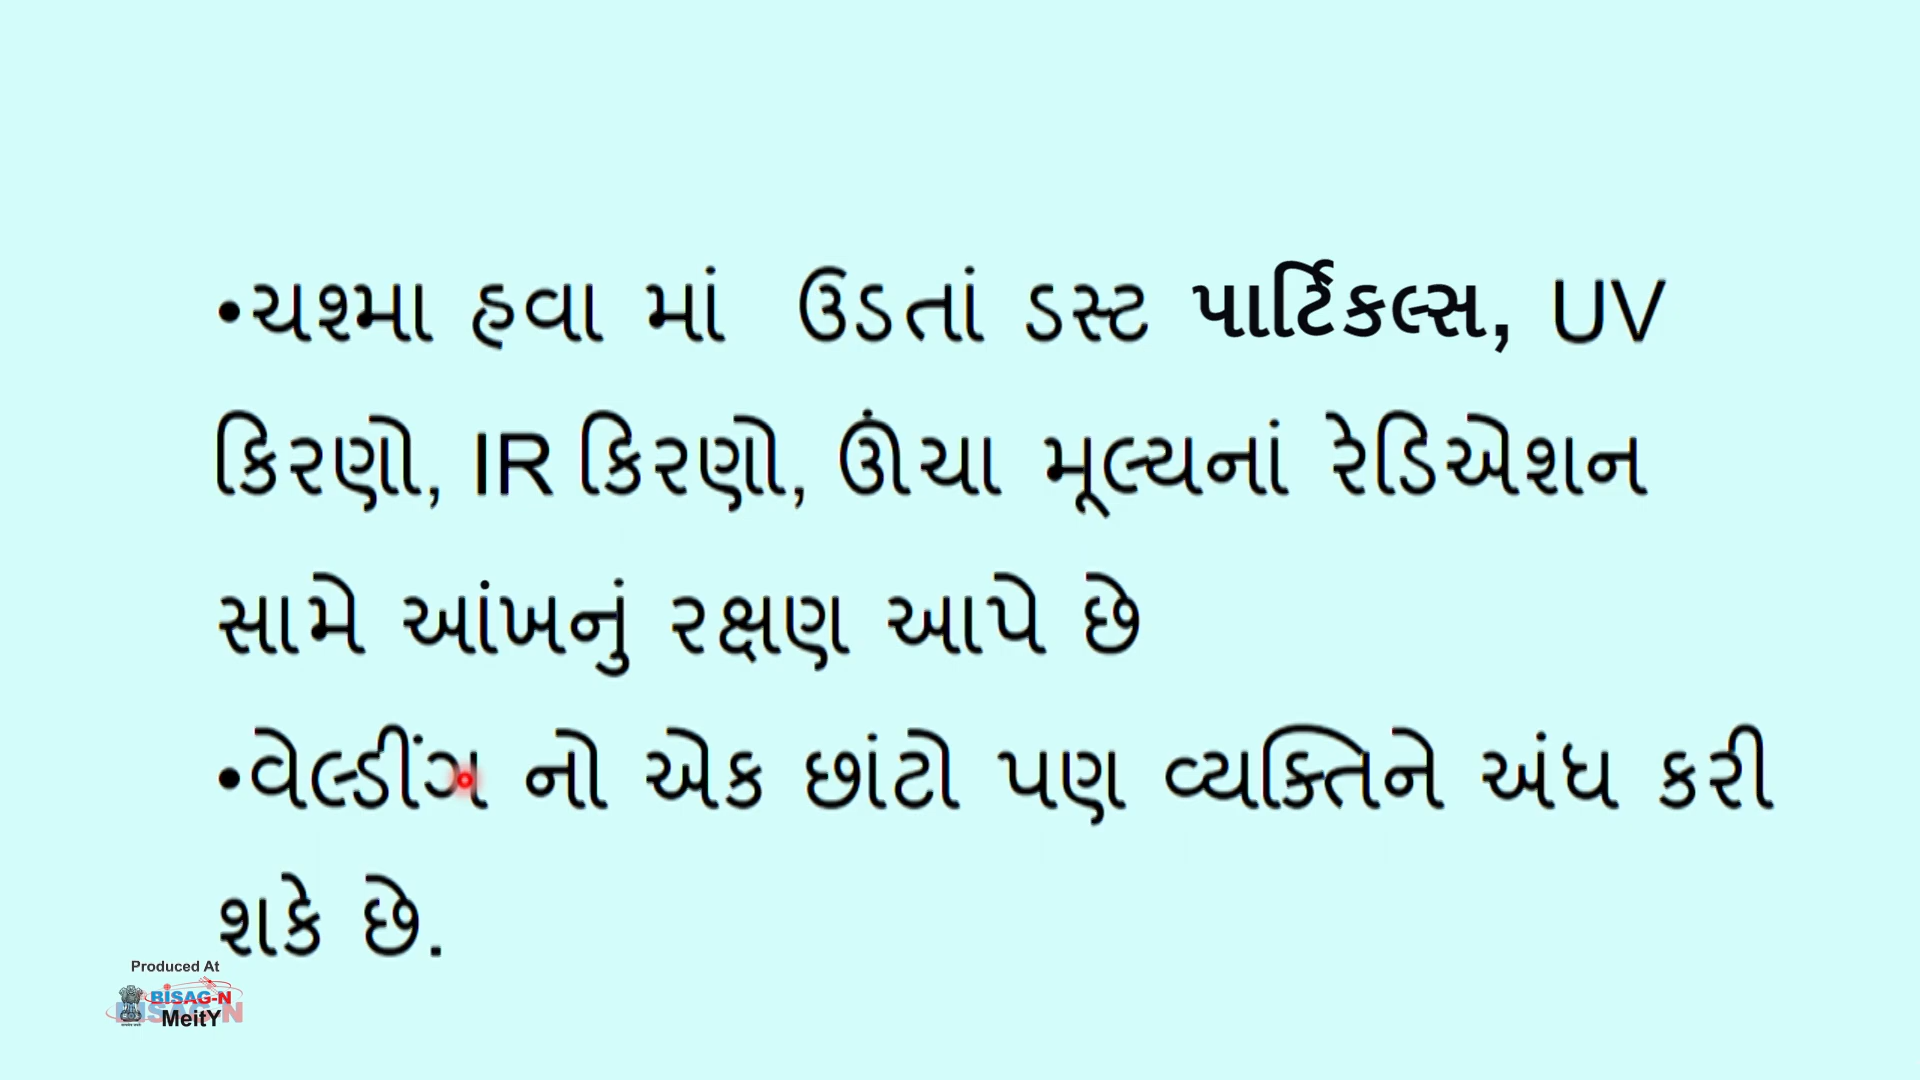 •ચશ્મા હવા માં ઉડતાં ડસ્ટ પાર્ટિકલ્સ, UV
કિરણો, IR કિરણો, ઊંચા મૂલ્યનાં રેડિએશન
સામે આંખનું રક્ષણ આપે છે
•વેલ્ડીંગ નો એક છાંટો પણ વ્યક્તિને અંધ કરી
શકે છે.
Produced At
BISAG-N
MeitY